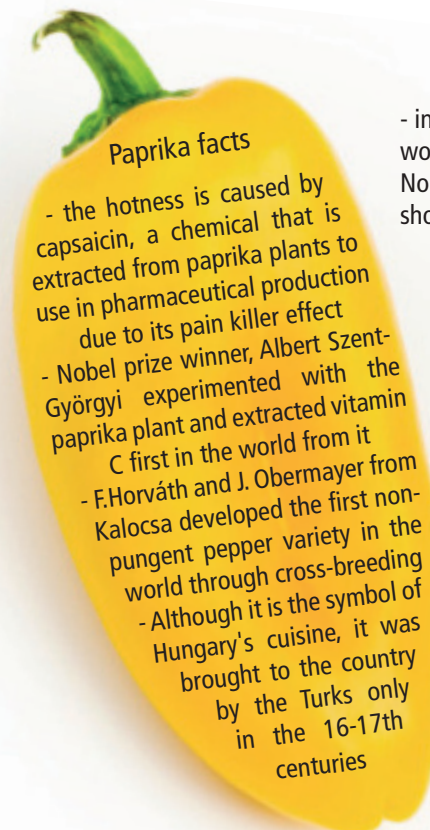 Paprika facts
- the hotness is caused by
capsaicin, a chemical that is
extracted from paprika plants to
use in pharmaceutical production
due to its pain killer effect
- Nobel prize winner, Albert Szent-
Györgyi experimented with the
paprika plant and extracted vitamin
C first in the world from it
- F.Horváth and J. Obermayer from
Kalocsa developed the first non-
pungent pepper variety in the
world through cross-breeding
- Although it is the symbol of
Hungary's cuisine, it was
brought to the country
by the Turks only
in the 16-17th
centuries